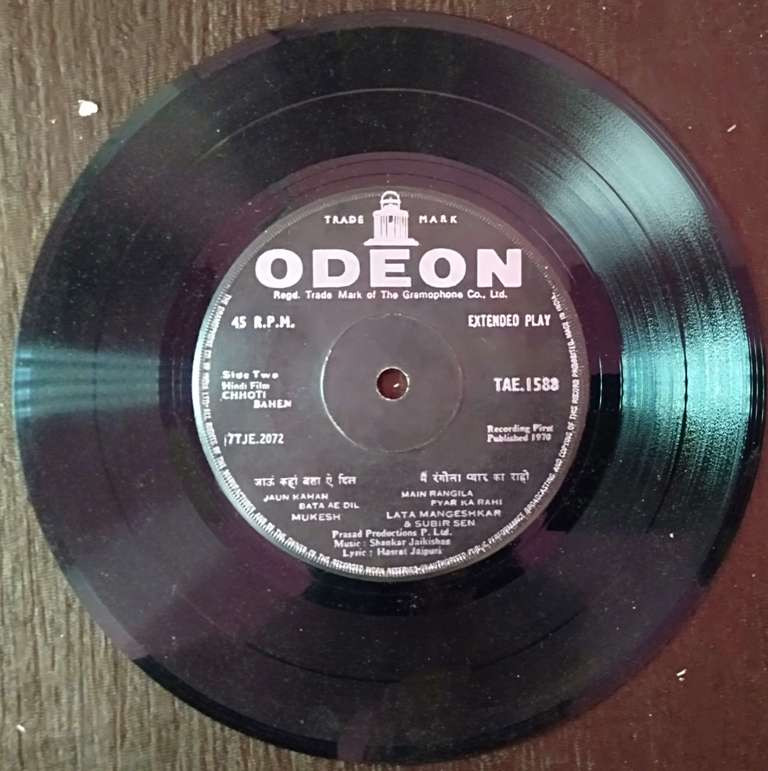 TRADE MARK
ODEON
Regd. Trade Mark of The Gramophone Co., Ltd.
45 R.P.M.
EXTENDED PLAY
Side Two
Hindi Film
CHHOTI
BAHEN
TAE.1588
7TJE.2072
Recording First
Published 1970
जाऊं कहां बता ऐ दिल
JAUN KAHAN
BATA AE DIL
MUKESH
मैं रंगीला प्यार का राही
MAIN RANGILA
PYAR KA RAHI
LATA MANGESHKAR
& SUBIR SEN
Prasad Productions P. Ltd.
Music : Shankar Jaikishan
Lyric : Hasrat Jaipuri